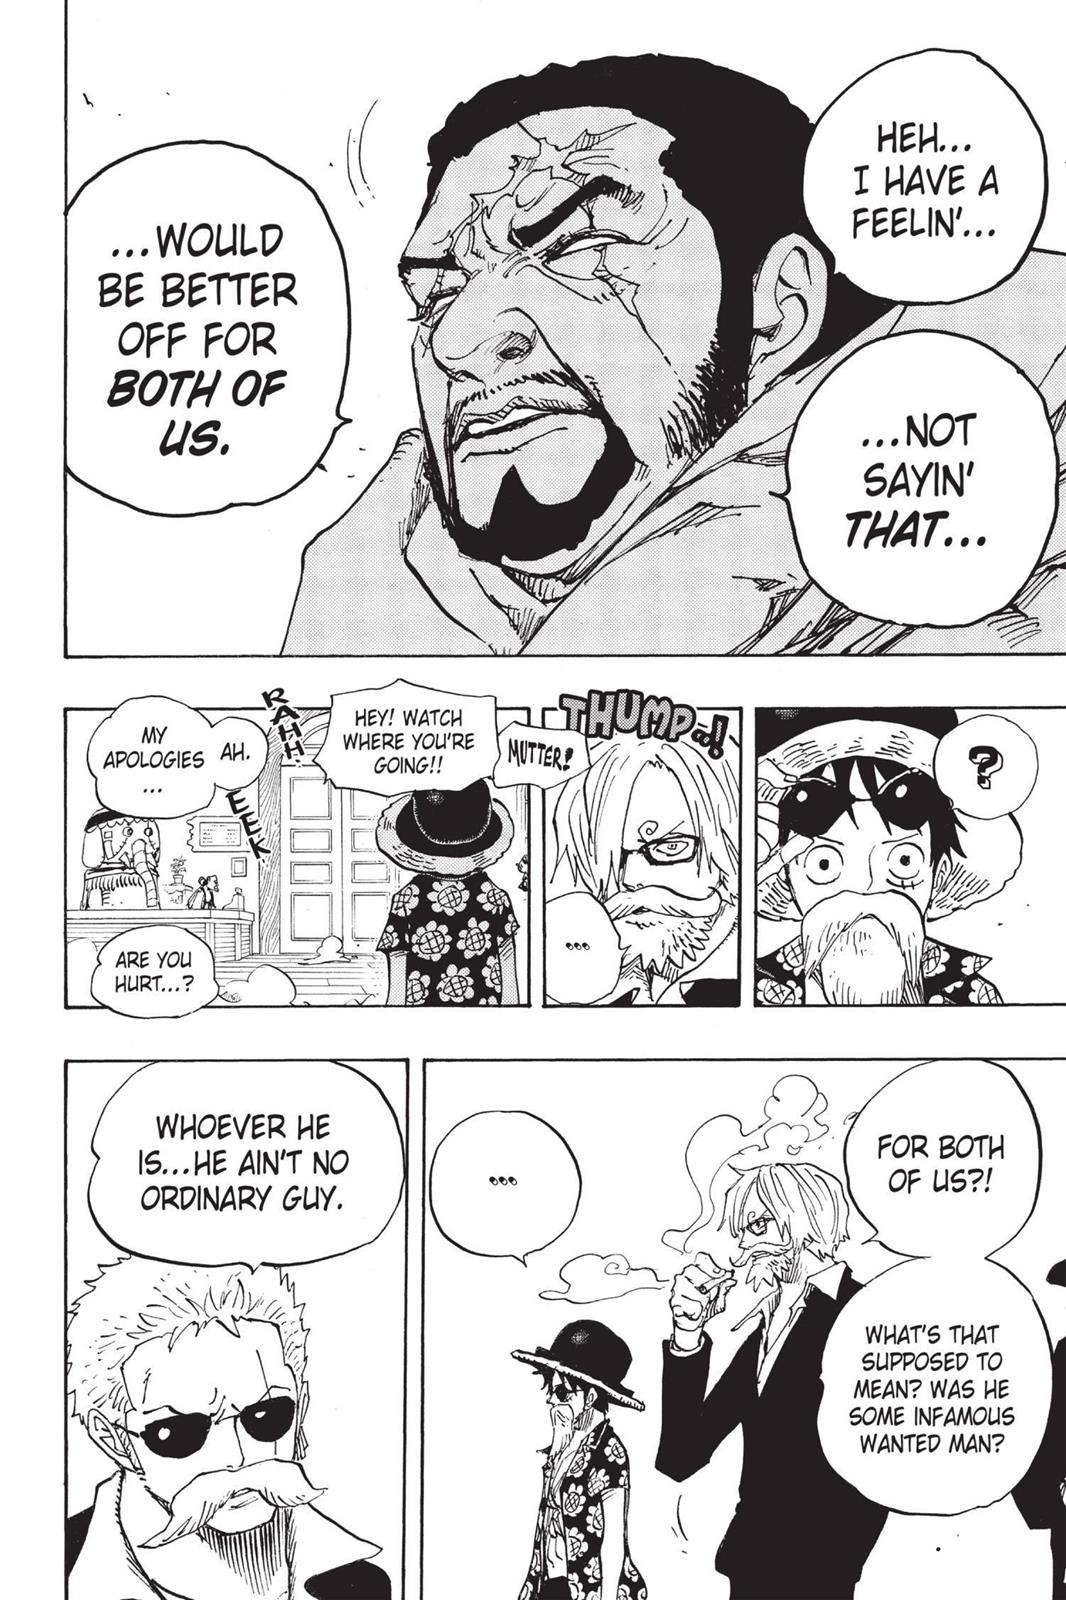 HEH...
I HAVE A
FEELIN'...
...NOT
SAYIN'
THAT...
...WOULD
BE BETTER
OFF FOR
BOTH OF
US.
?
THUMP
...
MUTTER!
HEY! WATCH
WHERE YOU'RE
GOING!!
RAHH
EEK
AH.
MY
APOLOGIES
...
ARE YOU
HURT...?
FOR BOTH
OF US?!
WHAT'S THAT
SUPPOSED TO
MEAN? WAS HE
SOME INFAMOUS
WANTED MAN?
...
WHOEVER HE
IS...HE AIN'T NO
ORDINARY GUY.